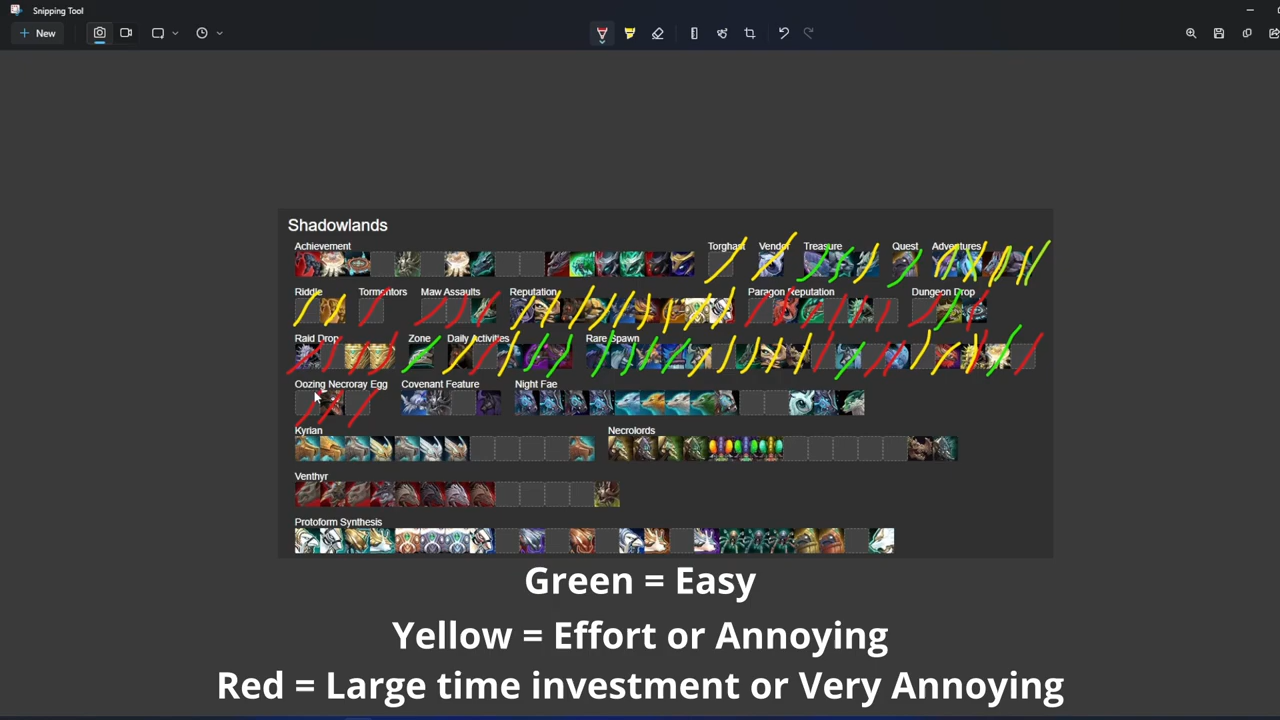 Snipping Tool
New
Shadowlands
Achievement Torghast Vendor Treasure Quest Adventures
Riddle Tormentors Maw Assaults Reputation Paragon Reputation Dungeon Drop
Raid Drop Zone Daily Activities Rare Spawn
Oozing Necroray Egg Covenant Feature Night Fae
Kyrian Necrolords
Venthyr
Protoform Synthesis
Green = Easy
Yellow = Effort or Annoying
Red = Large time investment or Very Annoying